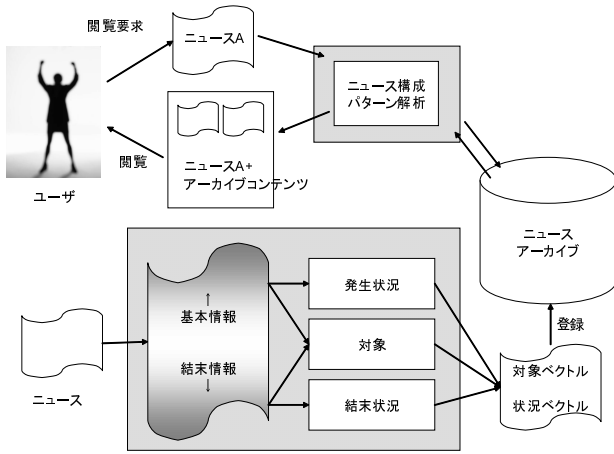 閲覧要求
ニュースA
ニュース構成
パターン解析
閲覧
ニュースA+
アーカイブコンテンツ
ユーザ
ニュース
アーカイブ
↑
基本情報
結末情報
↓
発生状況
対象
結末状況
登録
対象ベクトル
状況ベクトル
ニュース